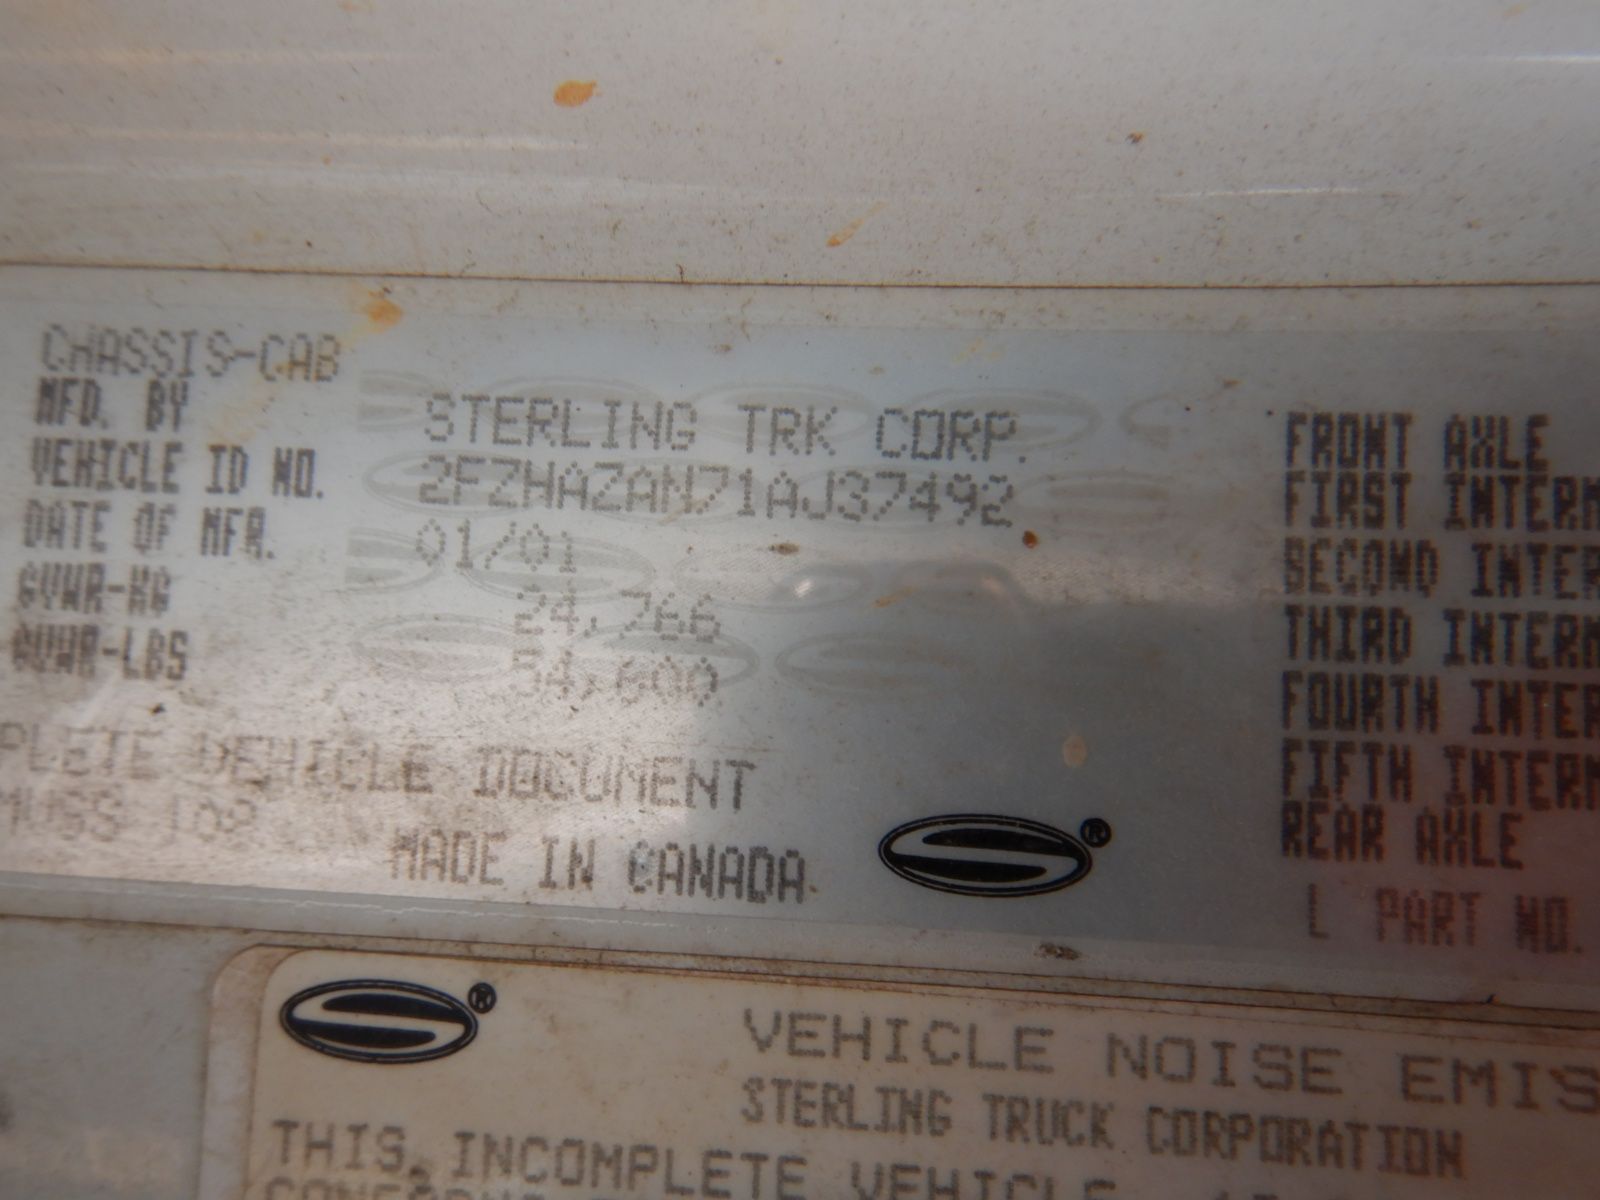 CHASSIS-CAB
MFD. BY STERLING TRK CORP.
VEHICLE ID NO. 2FZHAZAN71AJ37492
DATE OF MFR. 01/01
GVWR-KG 24,766
GVWR-LBS 54,600
PLETE VEHICLE DOCUMENT
MADE IN CANADA
FRONT AXLE
FIRST INTERM
SECOND INTER
THIRD INTERM
FOURTH INTER
FIFTH INTERM
REAR AXLE
L PART NO.
VEHICLE NOISE EMIS
STERLING TRUCK CORPORATION
THIS INCOMPLETE VEHICLE